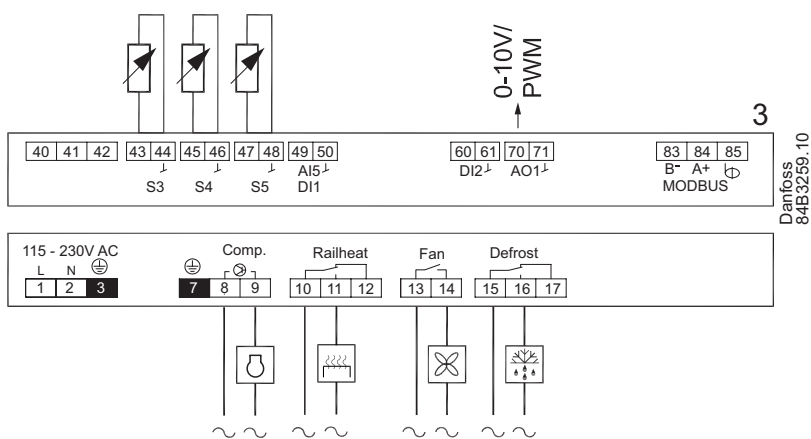 0-10V/
PWM
3
40 41 42 43 44 45 46 47 48 49 50 60 61 70 71 83 84 85
S3 S4 S5 AI5 DI1 DI2 AO1 B- A+
MODBUS
Danfoss
84B3259.10
115 - 230V AC Comp. Railheat Fan Defrost
L N
1 2 3 7 8 9 10 11 12 13 14 15 16 17